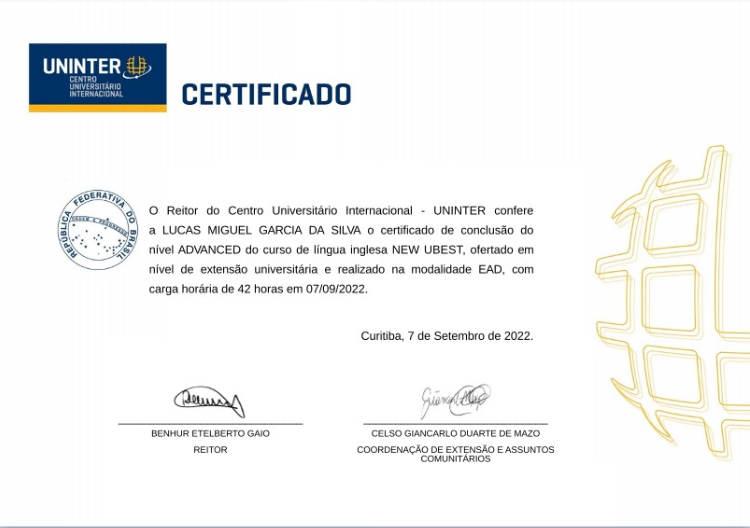 UNINTER
CENTRO
UNIVERSITÁRIO
INTERNACIONAL
CERTIFICADO
REPÚBLICA FEDERATIVA DO BRASIL
ORDEM E PROGRESSO
O Reitor do Centro Universitário Internacional - UNINTER confere
a LUCAS MIGUEL GARCIA DA SILVA o certificado de conclusão do
nível ADVANCED do curso de língua inglesa NEW UBEST, ofertado em
nível de extensão universitária e realizado na modalidade EAD, com
carga horária de 42 horas em 07/09/2022.
Curitiba, 7 de Setembro de 2022.
BENHUR ETELBERTO GAIO
REITOR
CELSO GIANCARLO DUARTE DE MAZO
COORDENAÇÃO DE EXTENSÃO E ASSUNTOS
COMUNITÁRIOS